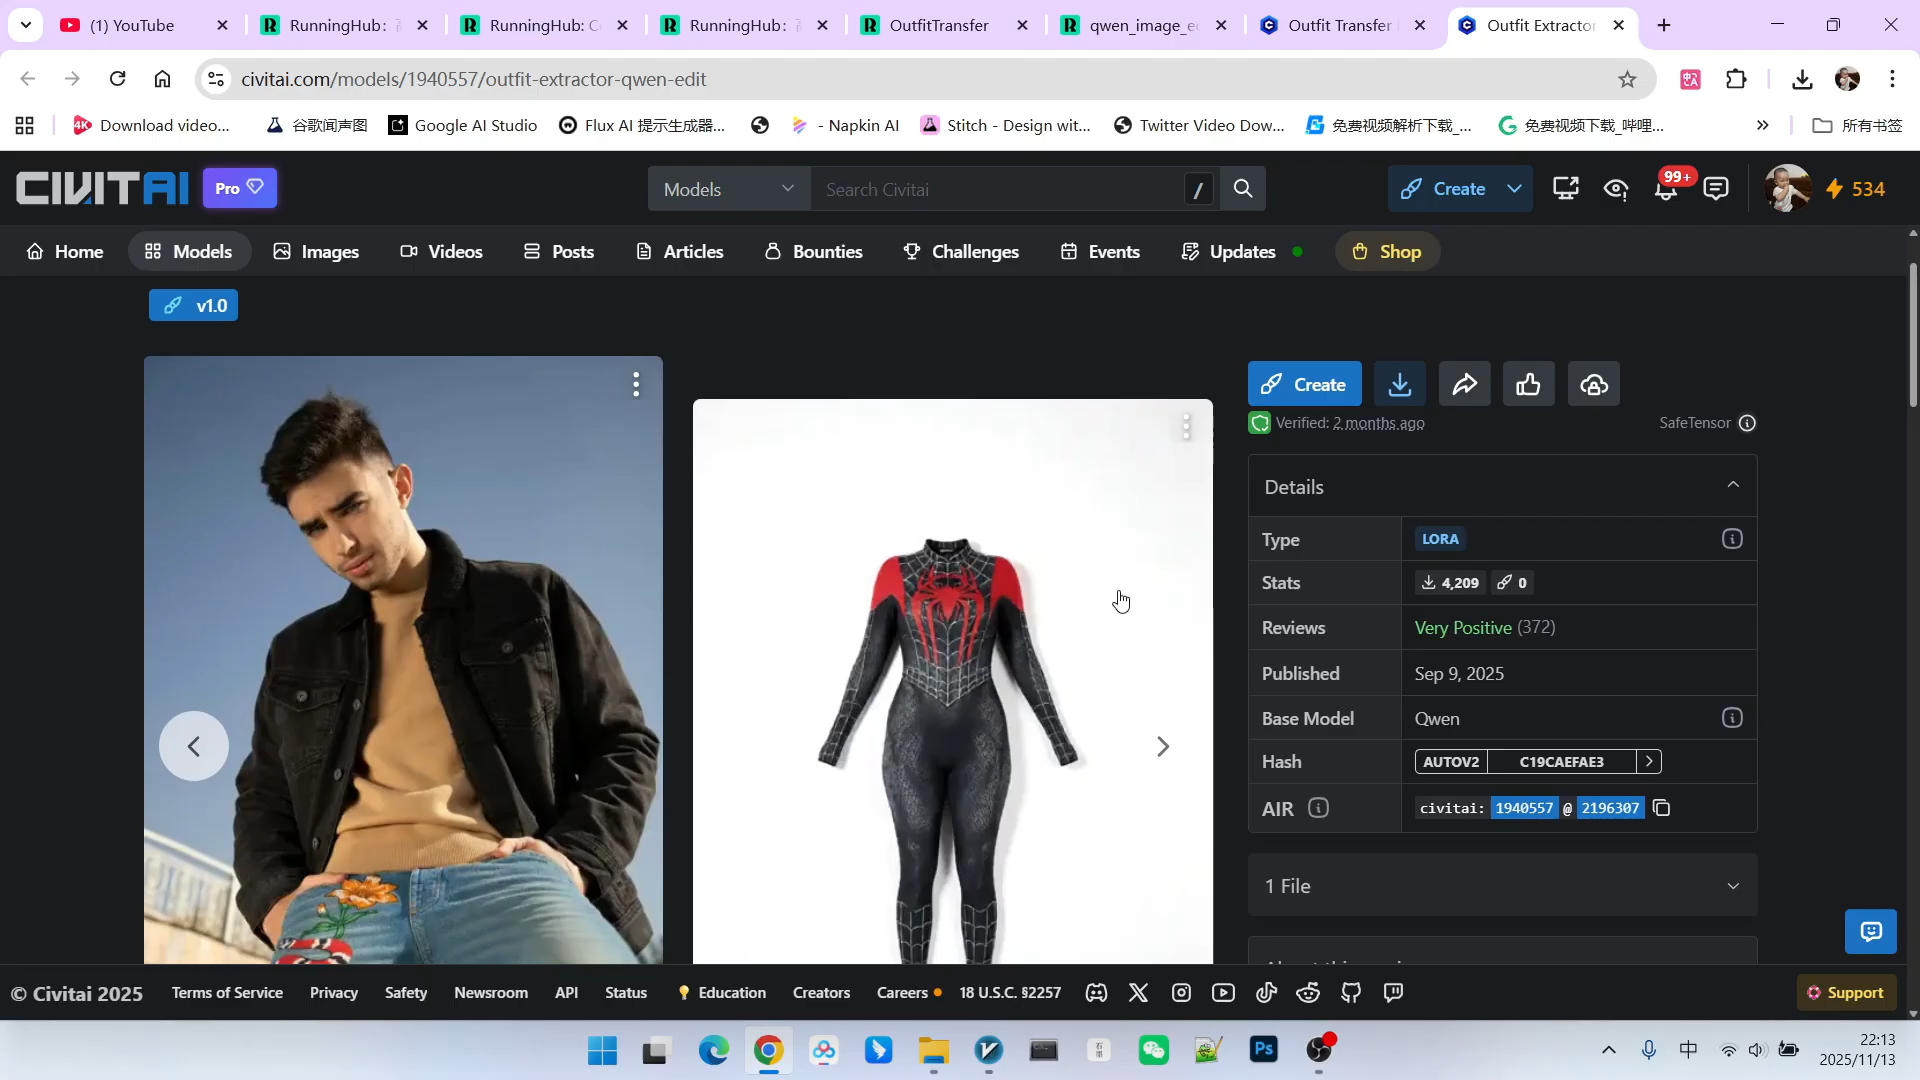 (1) YouTube
RunningHub:
RunningHub: C
RunningHub:
OutfitTransfer
qwen_image_e
Outfit Transfer
Outfit Extractor
civitai.com/models/1940557/outfit-extractor-qwen-edit
Download video...
谷歌闻声图
Google AI Studio
Flux AI 提示生成器...
- Napkin AI
Stitch - Design wit...
Twitter Video Dow...
免费视频解析下载_...
免费视频下载_哔哩...
所有书签
CIVITAI
Pro
Models
Search Civitai
/
Create
99+
534
Home
Models
Images
Videos
Posts
Articles
Bounties
Challenges
Events
Updates
Shop
v1.0
Create
Verified: 2 months ago
SafeTensor
Details
Type
LORA
Stats
4,209
0
Reviews
Very Positive (372)
Published
Sep 9, 2025
Base Model
Qwen
Hash
AUTOV2
C19CAEFAE3
AIR
civitai: 1940557 @ 2196307
1 File
© Civitai 2025
Terms of Service
Privacy
Safety
Newsroom
API
Status
Education
Creators
Careers
18 U.S.C. §2257
Support
Ps
中
22:13
2025/11/13